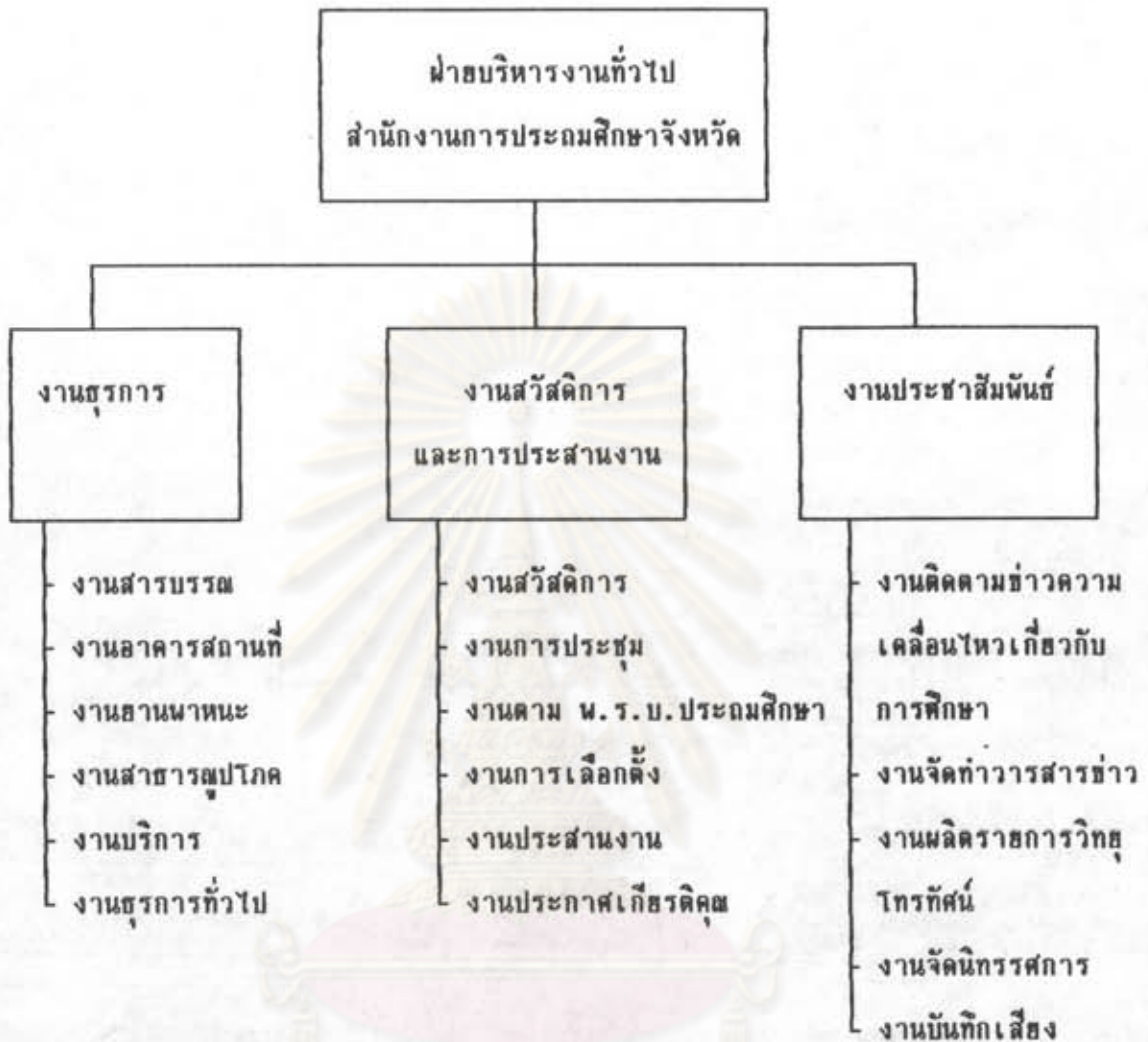 ฝ่ายบริหารงานทั่วไป
สำนักงานการประถมศึกษาจังหวัด
งานธุรการ
งานสารบรรณ
งานอาคารสถานที่
งานยานพาหนะ
งานสาธารณูปโภค
งานบริการ
งานธุรการทั่วไป
งานสวัสดิการ
และการประสานงาน
งานสวัสดิการ
งานการประชุม
งานตาม พ.ร.บ.ประถมศึกษา
งานการเลือกตั้ง
งานประสานงาน
งานประกาศเกียรติคุณ
งานประชาสัมพันธ์
งานติดตามข่าวความ
เคลื่อนไหวเกี่ยวกับ
การศึกษา
งานจัดทำวารสารข่าว
งานผลิตรายการวิทยุ
โทรทัศน์
งานจัดนิทรรศการ
งานบันทึกเสียง